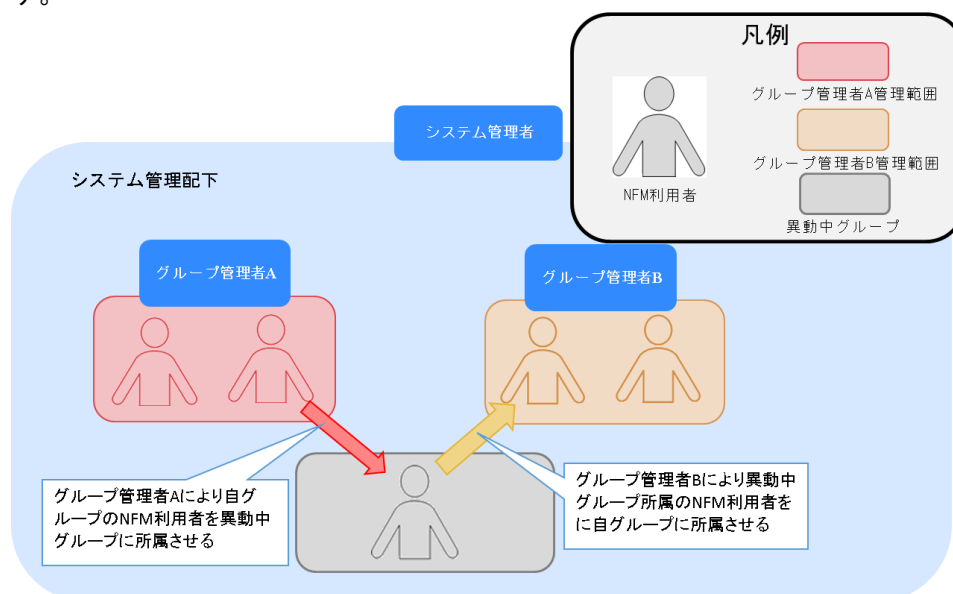 す。
凡例
グループ管理者A管理範囲
システム管理者
グループ管理者B管理範囲
システム管理配下
NFM利用者
異動中グループ
グループ管理者A
グループ管理者B
グループ管理者Aにより自グ
ループのNFM利用者を異動中
グループに所属させる
グループ管理者Bにより異動中
グループ所属のNFM利用者を
に自グループに所属させる